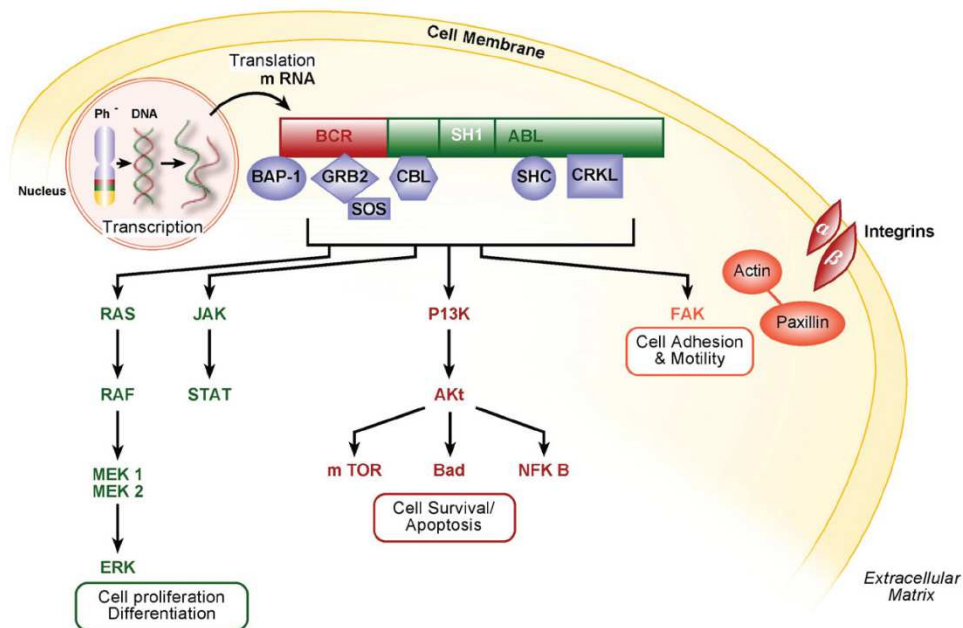 Cell Membrane
Translation
m RNA
Ph -
DNA
Nucleus
Transcription
BCR
SH1
ABL
BAP-1
GRB2
CBL
SHC
CRKL
SOS
α
β
Integrins
Actin
Paxillin
RAS
JAK
P13K
FAK
Cell Adhesion
& Motility
RAF
STAT
AKt
MEK 1
MEK 2
m TOR
Bad
NFK B
Cell Survival/
Apoptosis
ERK
Cell proliferation
Differentiation
Extracellular
Matrix